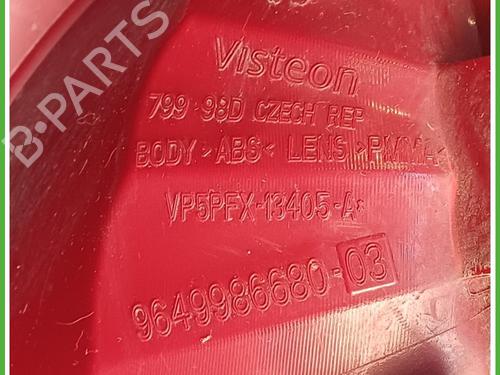 B-PARTS
Visteon
799 98D CZECH REP
BODY >ABS< LENS >PMMA<
VP5PFX-13405-A
9649986680-03